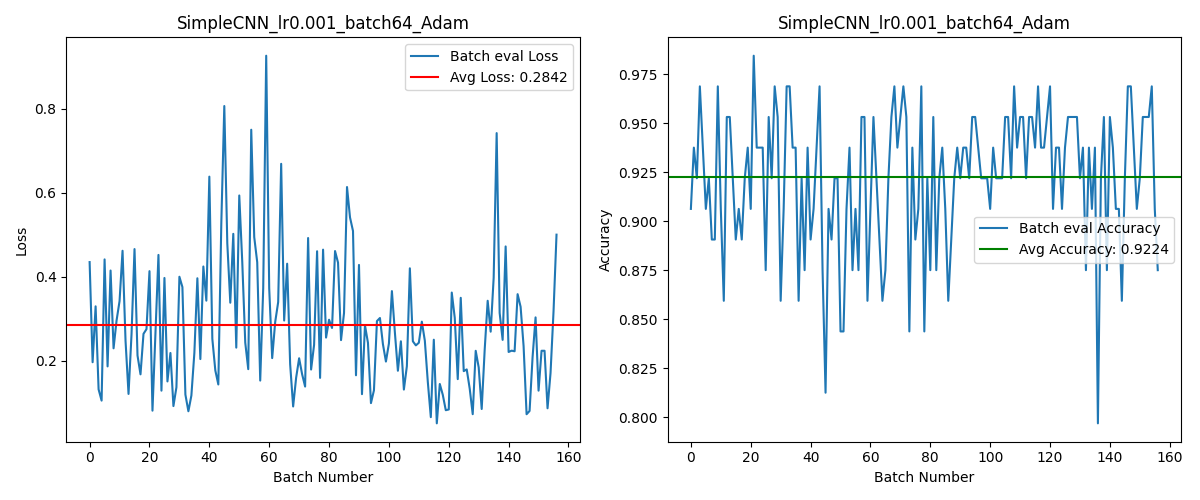 SimpleCNN_lr0.001_batch64_Adam
Batch eval Loss
Avg Loss: 0.2842
0.8
0.6
0.4
0.2
Loss
0 20 40 60 80 100 120 140 160
Batch Number
SimpleCNN_lr0.001_batch64_Adam
0.975
0.950
0.925
0.900
0.875
0.850
0.825
0.800
Accuracy
Batch eval Accuracy
Avg Accuracy: 0.9224
0 20 40 60 80 100 120 140 160
Batch Number